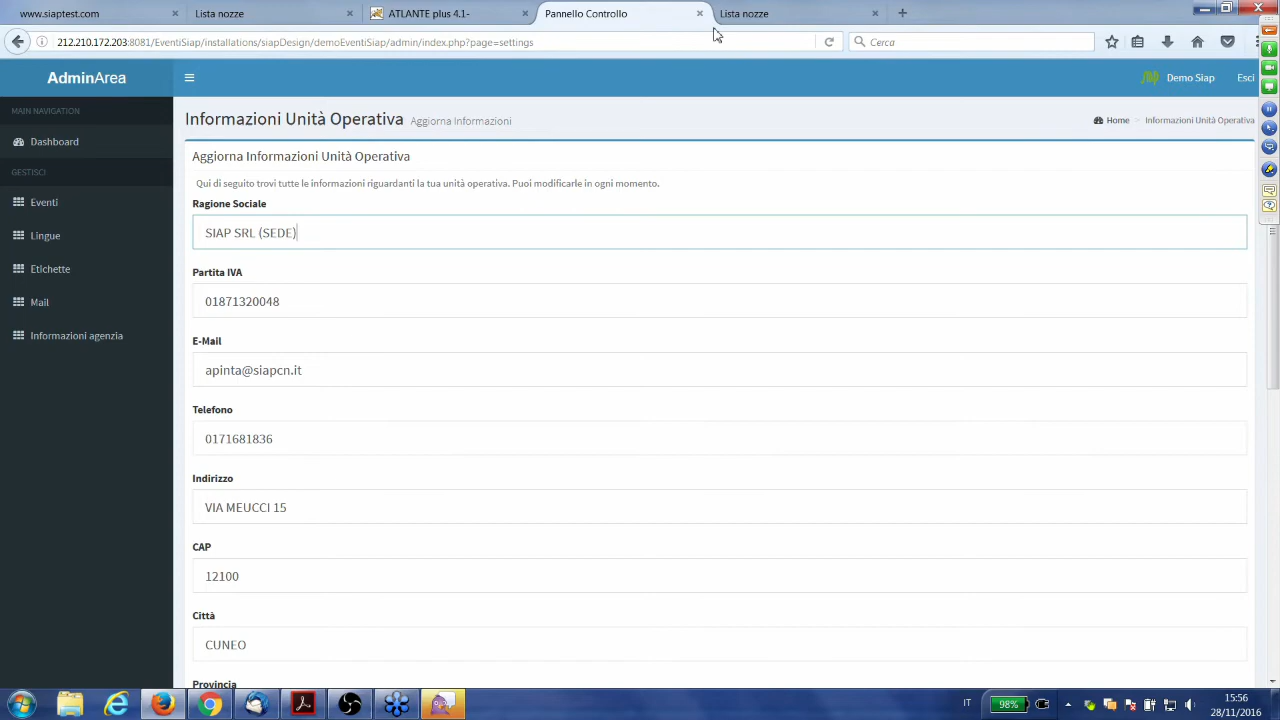 www.siaptest.com
Lista nozze
ATLANTE plus 4.1-
Pannello Controllo
Lista nozze
212.210.172.203:8081/EventiSiap/installations/siapDesign/demoEventiSiap/admin/index.php?page=settings
Cerca
AdminArea
Demo Siap
Esci
MAIN NAVIGATION
Dashboard
GESTISCI
Eventi
Lingue
Etichette
Mail
Informazioni agenzia
Informazioni Unità Operativa Aggiorna Informazioni
Home > Informazioni Unità Operativa
Aggiorna Informazioni Unità Operativa
Qui di seguito trovi tutte le informazioni riguardanti la tua unità operativa. Puoi modificarle in ogni momento.
Ragione Sociale
SIAP SRL (SEDE)
Partita IVA
01871320048
E-Mail
apinta@siapcn.it
Telefono
0171681836
Indirizzo
VIA MEUCCI 15
CAP
12100
Città
CUNEO
Provincia
IT
98%
15:56
28/11/2016